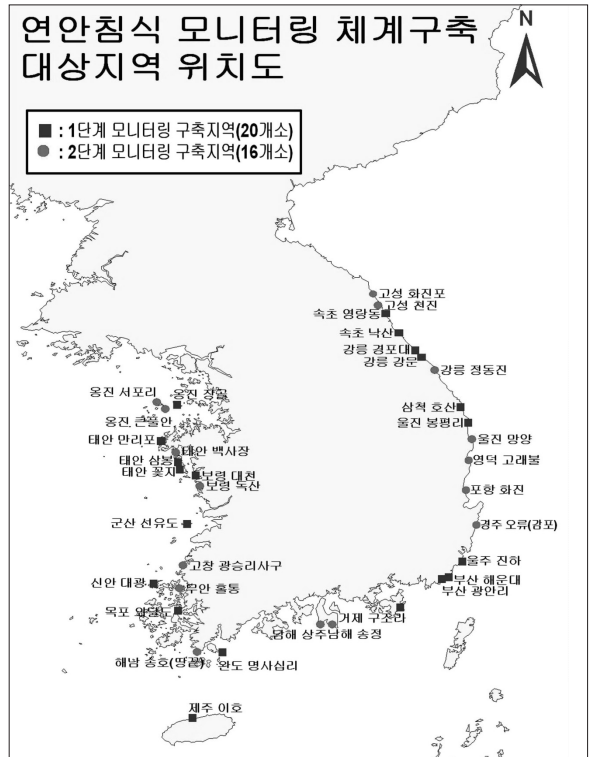 연안침식 모니터링 체계구축
대상지역 위치도
N
■ : 1단계 모니터링 구축지역(20개소)
● : 2단계 모니터링 구축지역(16개소)
고성 화진포
고성 천진
속초 영랑동
속초 낙산
강릉 경포대
강릉 강문
강릉 정동진
옹진 서포리
옹진 장골
옹진 큰풀안
삼척 호산
울진 봉평리
태안 만리포
울진 망양
태안 백사장
태안 삼봉
영덕 고래불
태안 꽃지
보령 대천
보령 독산
포항 화진
군산 선유도
경주 오류(감포)
고창 광승리사구
울주 진하
신안 대광
무안 홀통
부산 해운대
부산 광안리
목포 외달도
거제 구조라
남해 상주
남해 송정
해남 송호(땅끝)
완도 명사십리
제주 이호